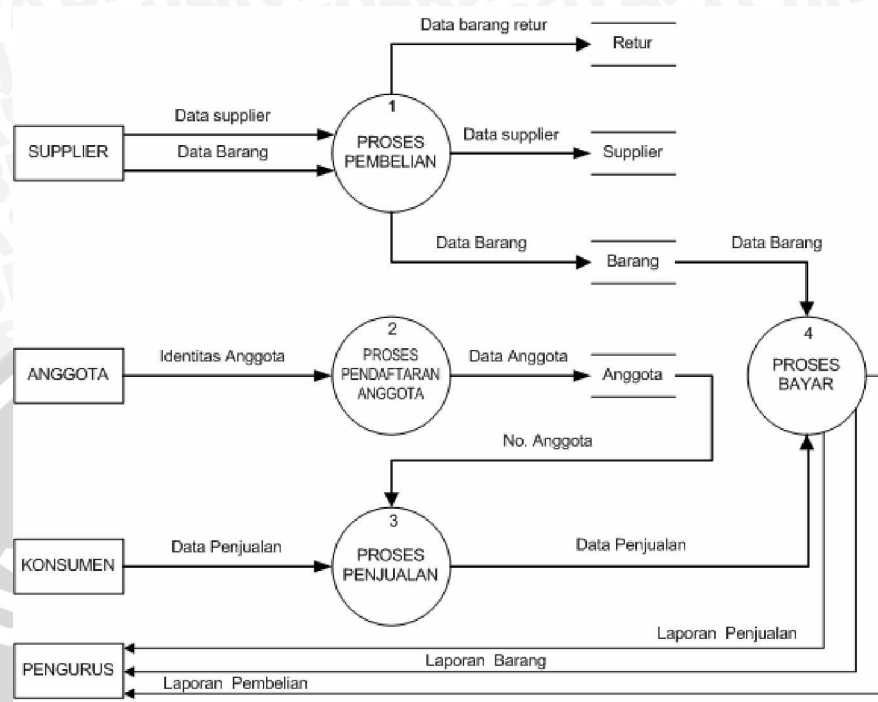 Data barang retur
Retur
1
PROSES
PEMBELIAN
SUPPLIER
Data supplier
Data Barang
Data supplier
Supplier
Data Barang
Barang
Data Barang
4
PROSES
BAYAR
ANGGOTA
Identitas Anggota
2
PROSES
PENDAFTARAN
ANGGOTA
Data Anggota
Anggota
No. Anggota
KONSUMEN
Data Penjualan
3
PROSES
PENJUALAN
Data Penjualan
PENGURUS
Laporan Penjualan
Laporan Barang
Laporan Pembelian